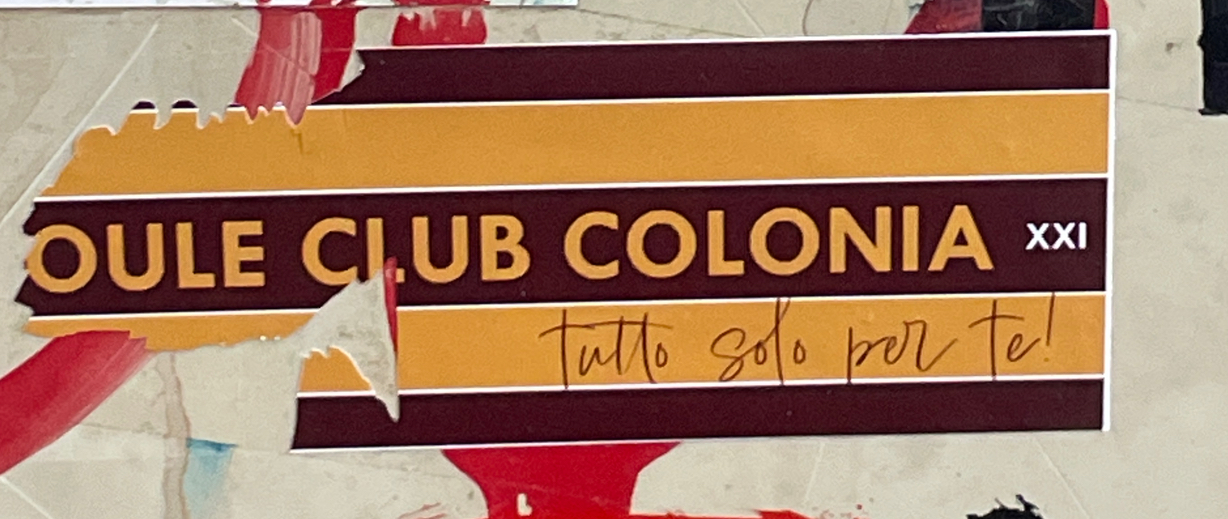 OULE CLUB COLONIA XXI
tutto solo per te!